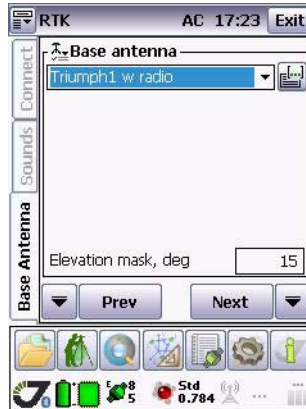 RTK AC 17:23 Exit
Connect
Sounds
Base Antenna
Base antenna
Triumph1 w radio
Elevation mask, deg 15
Prev Next
0 E 8 5 Std 0.784 ...